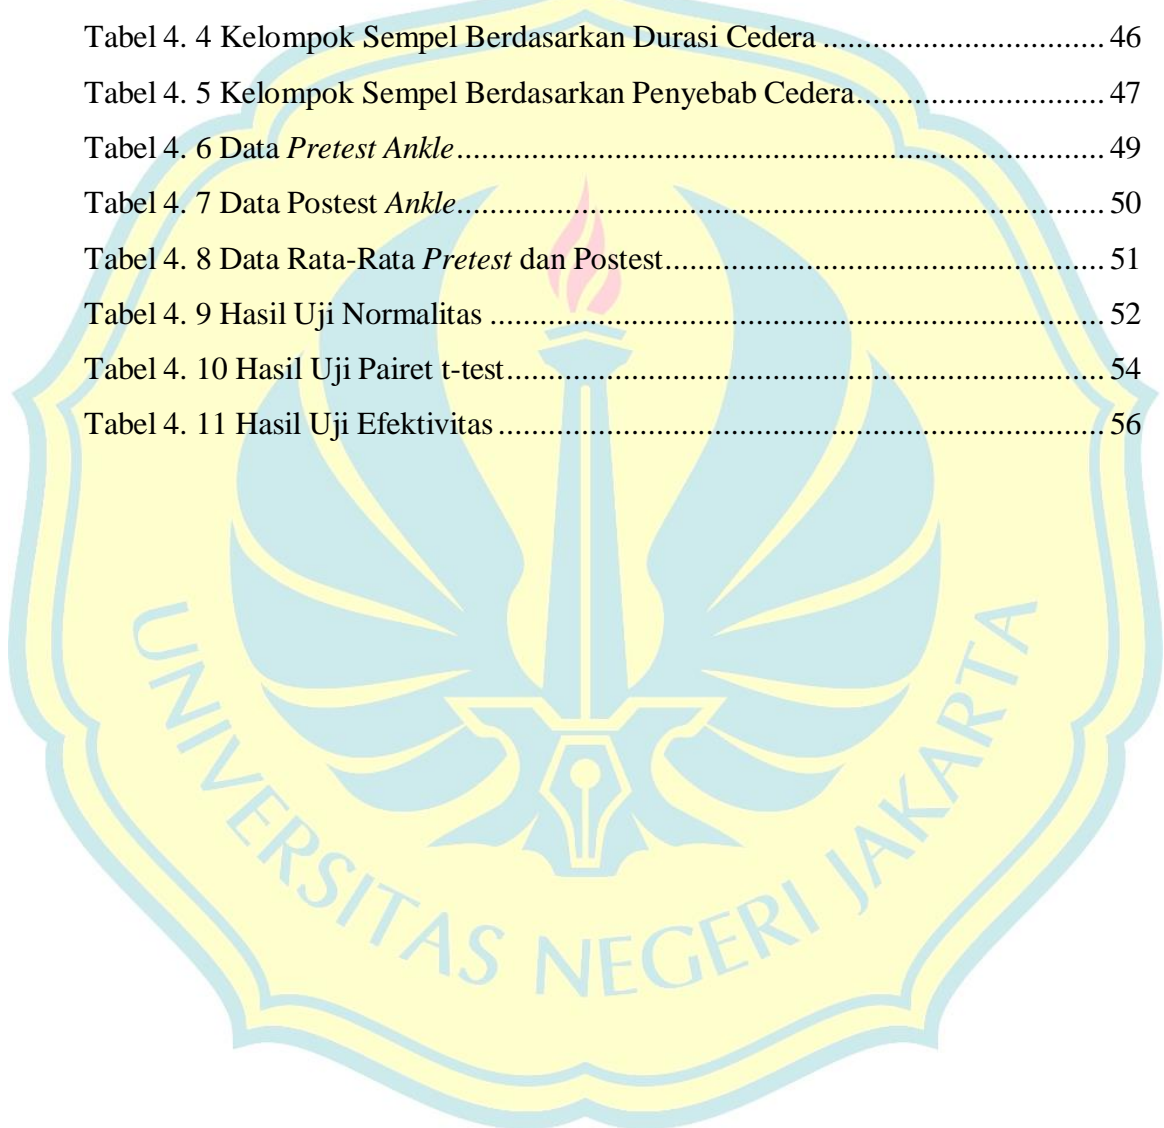 Tabel 4. 4 Kelompok Sempel Berdasarkan Durasi Cedera .................................. 46
Tabel 4. 5 Kelompok Sempel Berdasarkan Penyebab Cedera.............................. 47
Tabel 4. 6 Data Pretest Ankle................................................................................ 49
Tabel 4. 7 Data Postest Ankle................................................................................ 50
Tabel 4. 8 Data Rata-Rata Pretest dan Postest...................................................... 51
Tabel 4. 9 Hasil Uji Normalitas ............................................................................ 52
Tabel 4. 10 Hasil Uji Pairet t-test.......................................................................... 54
Tabel 4. 11 Hasil Uji Efektivitas ........................................................................... 56
UNIVERSITAS NEGERI JAKARTA